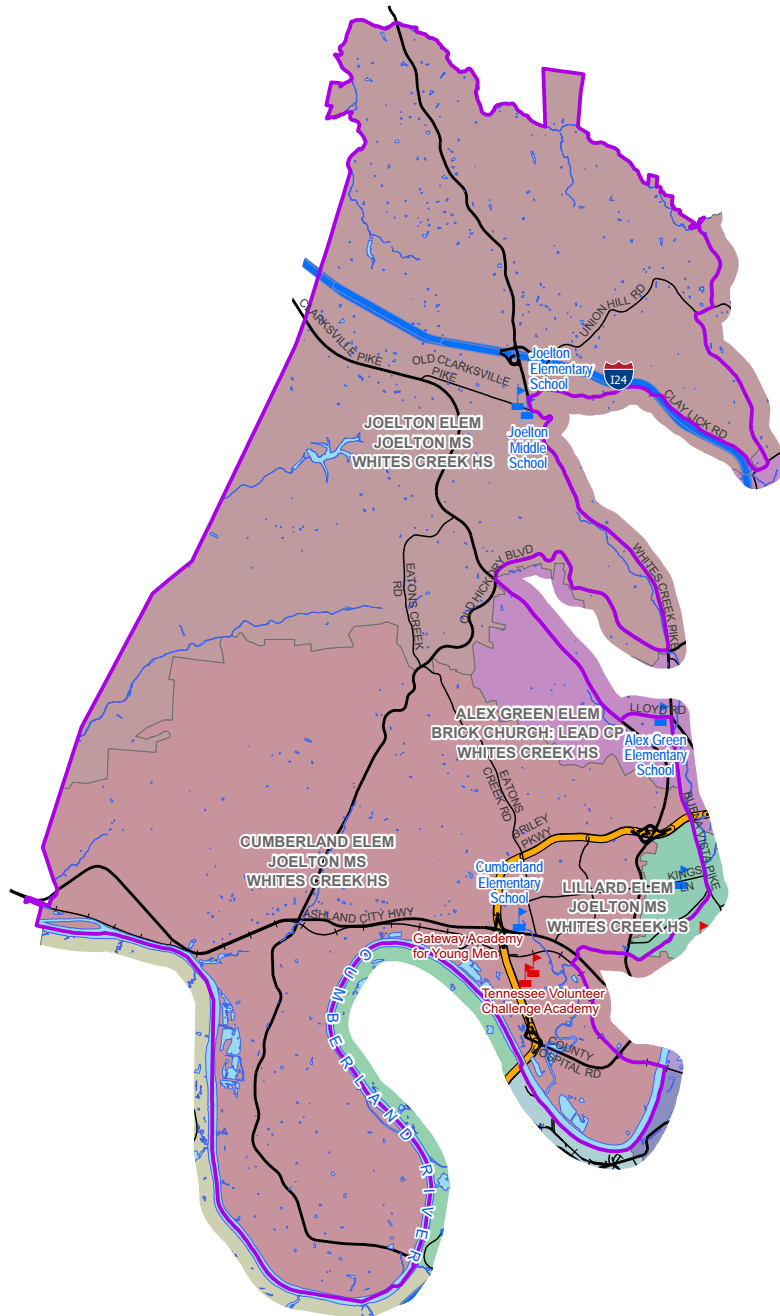 CLARKSVILLE PIKE
OLD CLARKSVILLE
PIKE
UNION HILL RD
Joelton
Elementary
School
I24
CLAY LICK RD
JOELTON ELEM
JOELTON MS
WHITES CREEK HS
Joelton
Middle
School
EATONS CREEK
RD
OLD HICKORY BLVD
WHITES CREEK PIKE
ALEX GREEN ELEM
BRICK CHURCH: LEAD CP
WHITES CREEK HS
LLOYD RD
Alex Green
Elementary
School
EATONS
CREEK RD
BRILEY
PKWY
BUENA VISTA PIKE
CUMBERLAND ELEM
JOELTON MS
WHITES CREEK HS
Cumberland
Elementary
School
KINGS
LN
LILLARD ELEM
JOELTON MS
WHITES CREEK HS
ASHLAND CITY HWY
Gateway Academy
for Young Men
Tennessee Volunteer
Challenge Academy
COUNTY
HOSPITAL RD
CUMBERLAND RIVER